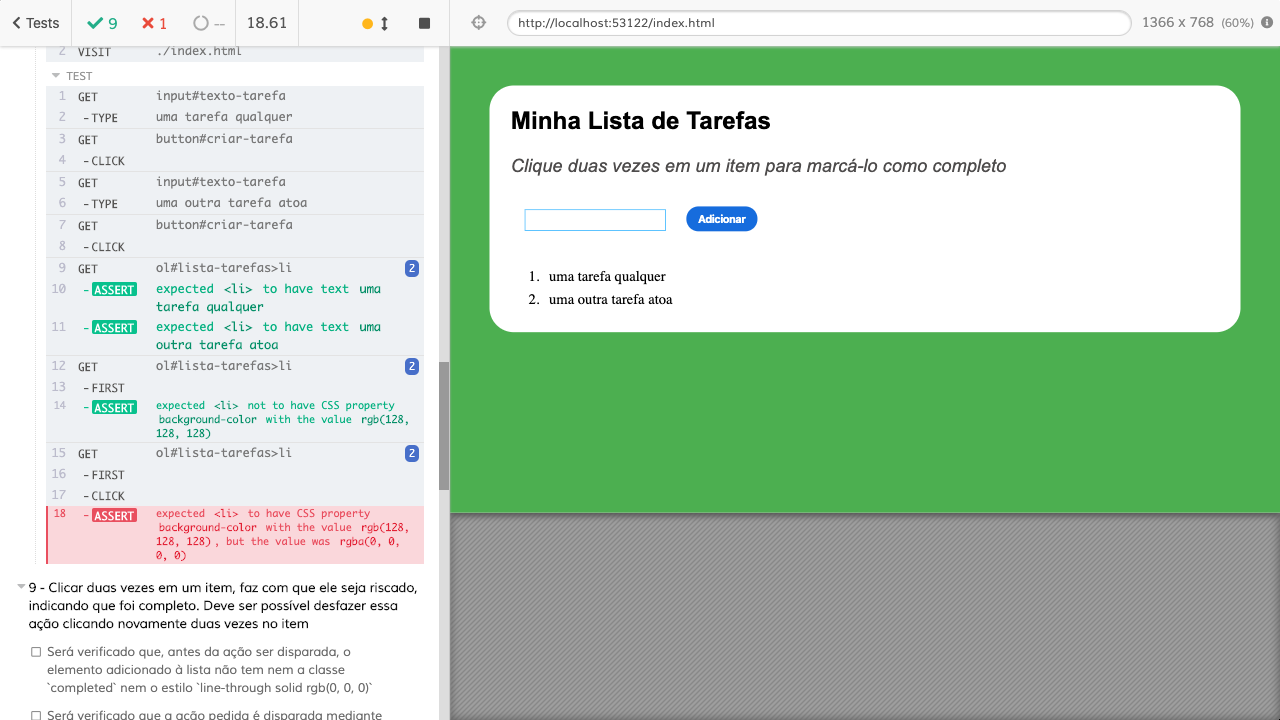 Tests 9 1 -- 18.61
http://localhost:53122/index.html 1366 x 768 (60%)
2 VISIT ./index.html
TEST
1 GET input#texto-tarefa
2 -TYPE uma tarefa qualquer
3 GET button#criar-tarefa
4 -CLICK
5 GET input#texto-tarefa
6 -TYPE uma outra tarefa atoa
7 GET button#criar-tarefa
8 -CLICK
9 GET ol#lista-tarefas>li 2
10 -ASSERT expected <li> to have text uma
tarefa qualquer
11 -ASSERT expected <li> to have text uma
outra tarefa atoa
12 GET ol#lista-tarefas>li 2
13 -FIRST
14 -ASSERT expected <li> not to have CSS property
background-color with the value rgb(128,
128, 128)
15 GET ol#lista-tarefas>li 2
16 -FIRST
17 -CLICK
18 -ASSERT expected <li> to have CSS property
background-color with the value rgb(128,
128, 128), but the value was rgba(0, 0,
0, 0)
9 - Clicar duas vezes em um item, faz com que ele seja riscado,
indicando que foi completo. Deve ser possível desfazer essa
ação clicando novamente duas vezes no item
Será verificado que, antes da ação ser disparada, o
elemento adicionado à lista não tem nem a classe
`completed` nem o estilo `line-through solid rgb(0, 0, 0)`
Será verificado que a ação pedida é disparada mediante
Minha Lista de Tarefas
Clique duas vezes em um item para marcá-lo como completo
Adicionar
1. uma tarefa qualquer
2. uma outra tarefa atoa